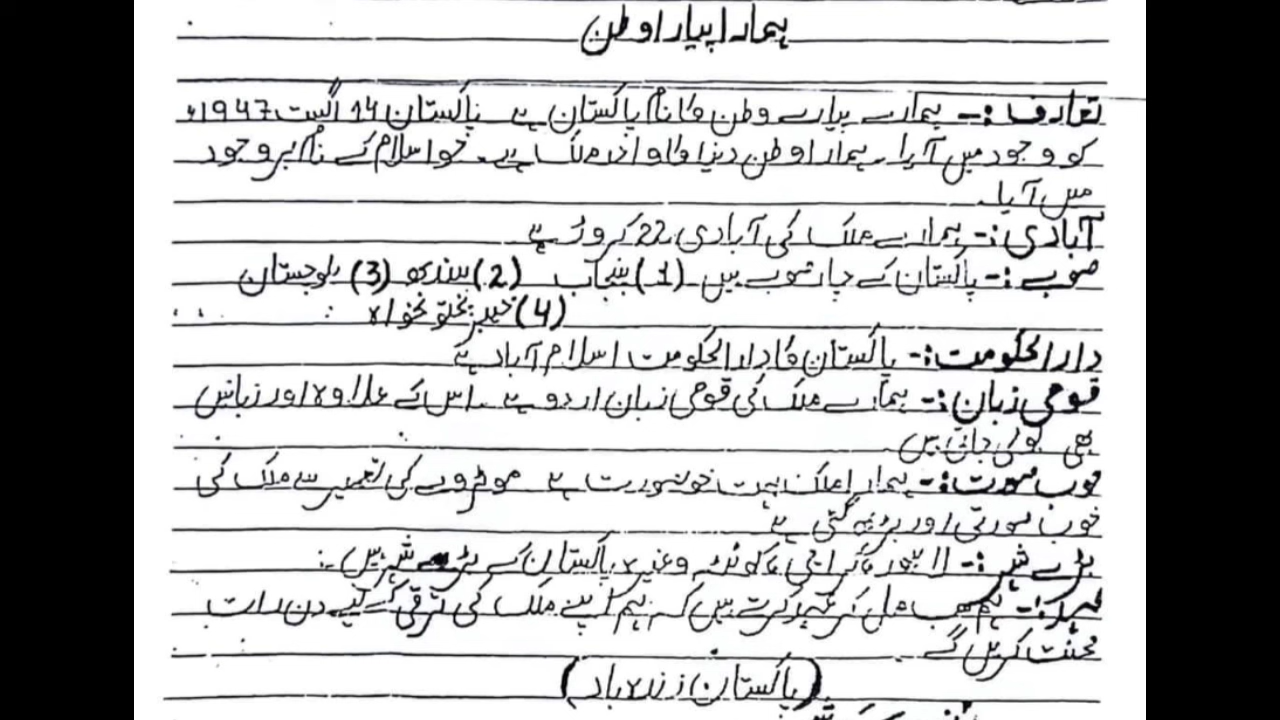 ہمارا پیارا وطن
تعارف :- ہمارے پیارے وطن کا نام پاکستان ہے پاکستان 14 اگست 1947ء
کو وجود میں آیا ۔ ہمارا وطن دنیا کا واحد ملک ہے۔ جو اسلام کے نام پر وجود
میں آیا۔
آبادی :- ہمارے ملک کی آبادی 22 کروڑ ہے
صوبے :- پاکستان کے چار صوبے ہیں۔ (1) پنجاب (2) سندھ (3) بلوچستان
(4) خیبر پختونخواہ
دارالحکومت :- پاکستان کا دارالحکومت اسلام آباد ہے
قومی زبان :- ہمارے ملک کی قومی زبان اردو ہے ۔ اس کے علاوہ اور زبانیں
بھی بولی جاتی ہیں۔
خوب صورت :- ہمارا ملک بہت خوبصورت ہے موٹروے کی تعمیر سے ملک کی
خوب صورتی اور بڑھ گئی ہے
بڑے شہر :- لاہور، کراچی، کوئٹہ وغیرہ پاکستان کے بڑے شہر ہیں۔
عہد :- ہم سب مل کر عہد کرتے ہیں کہ ہم اپنے ملک کی ترقی کے لیے دن رات
محنت کریں گے۔
(پاکستان زندہ باد)